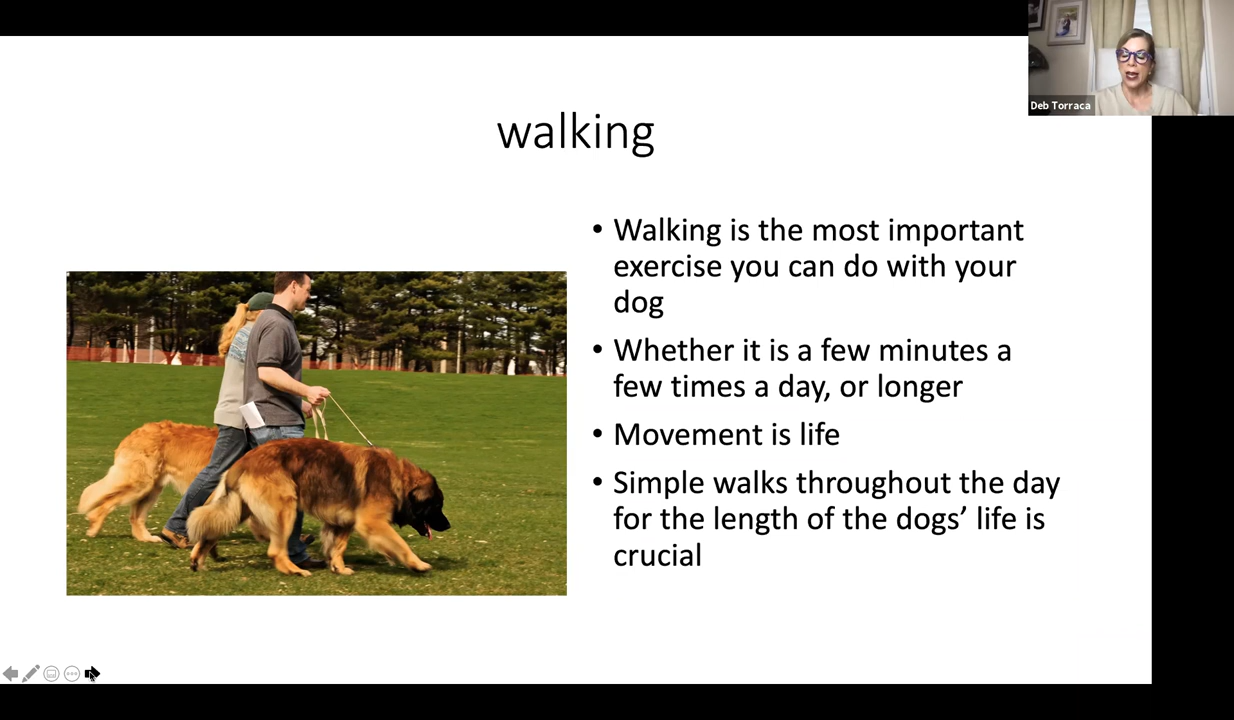 Deb Torraca
walking
• Walking is the most important
exercise you can do with your
dog
• Whether it is a few minutes a
few times a day, or longer
• Movement is life
• Simple walks throughout the day
for the length of the dogs’ life is
crucial